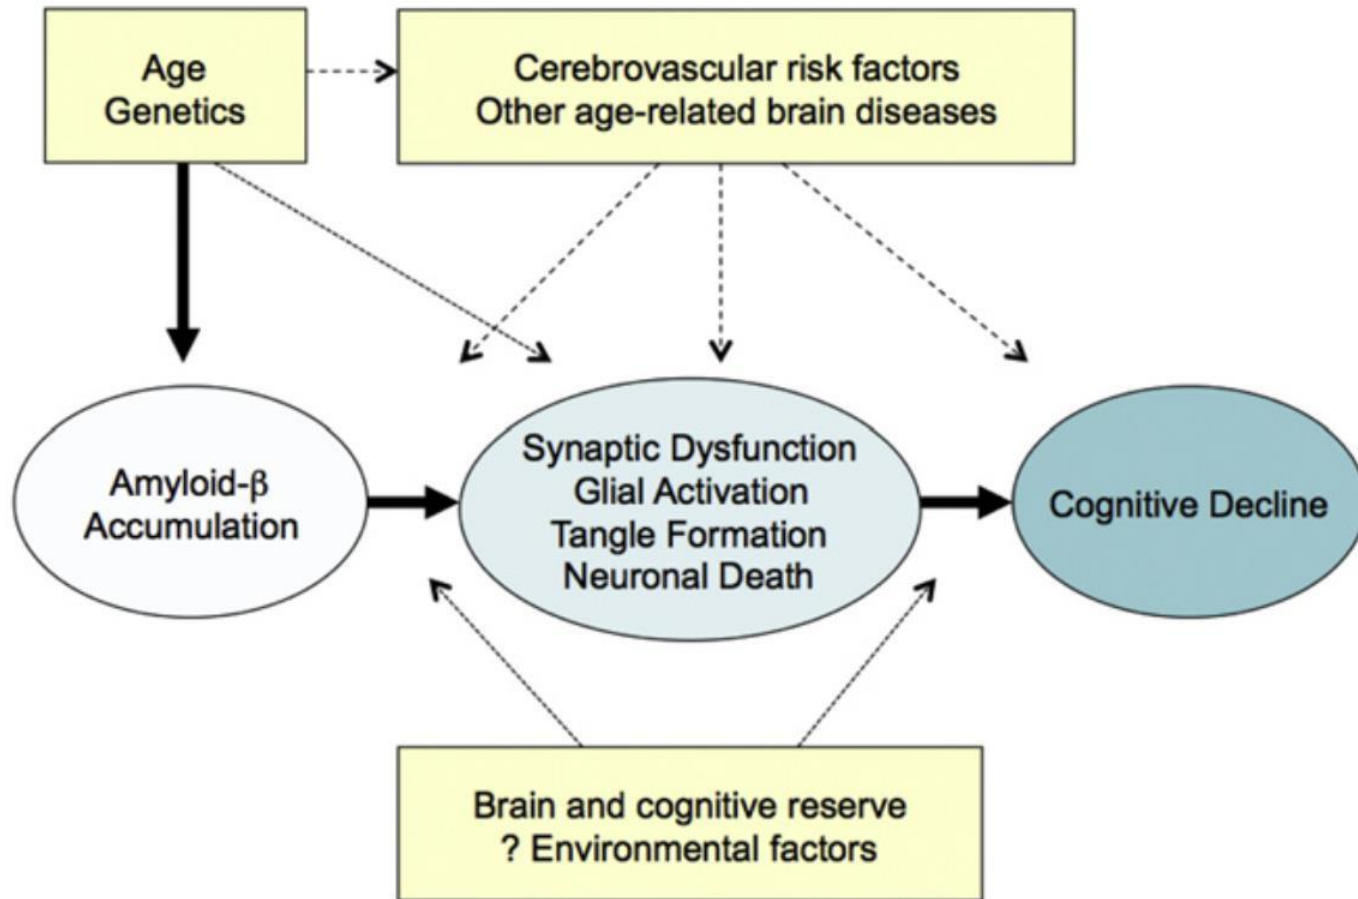 Age
Genetics
Cerebrovascular risk factors
Other age-related brain diseases
Amyloid-β
Accumulation
Synaptic Dysfunction
Glial Activation
Tangle Formation
Neuronal Death
Cognitive Decline
Brain and cognitive reserve
? Environmental factors